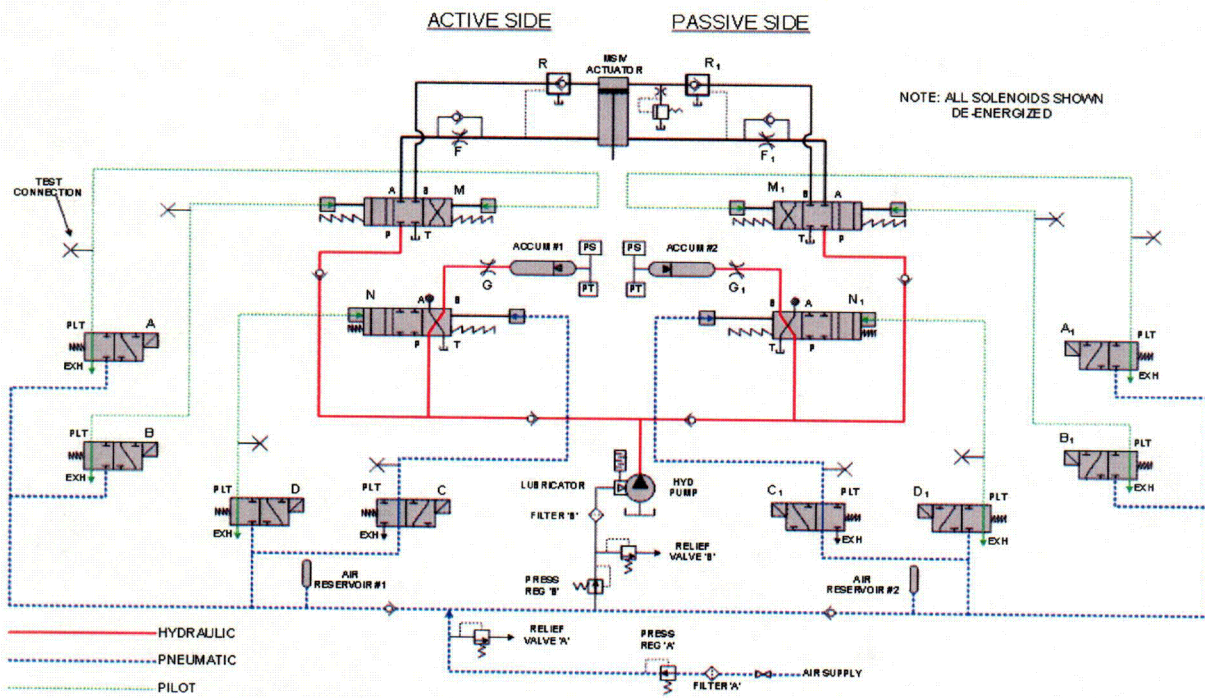 ACTIVE SIDE
PASSIVE SIDE
MSIV
ACTUATOR
R
R1
NOTE: ALL SOLENOIDS SHOWN
DE-ENERGIZED
F
F1
TEST
CONNECTION
A
B
M
P
T
M1
B
A
T
P
ACCUM #1
PS
PT
G
PS
PT
ACCUM #2
G1
N
A
B
P
T
B
A
N1
T
P
PLT
A
EXH
A1
PLT
EXH
PLT
B
EXH
B1
PLT
EXH
PLT
D
EXH
PLT
C
EXH
LUBRICATOR
HYD
PUMP
FILTER 'B'
C1
PLT
EXH
D1
PLT
EXH
RELIEF
VALVE 'B'
PRESS
REG 'B'
AIR
RESERVOIR #1
AIR
RESERVOIR #2
HYDRAULIC
PNEUMATIC
PILOT
RELIEF
VALVE 'A'
PRESS
REG 'A'
FILTER 'A'
AIR SUPPLY